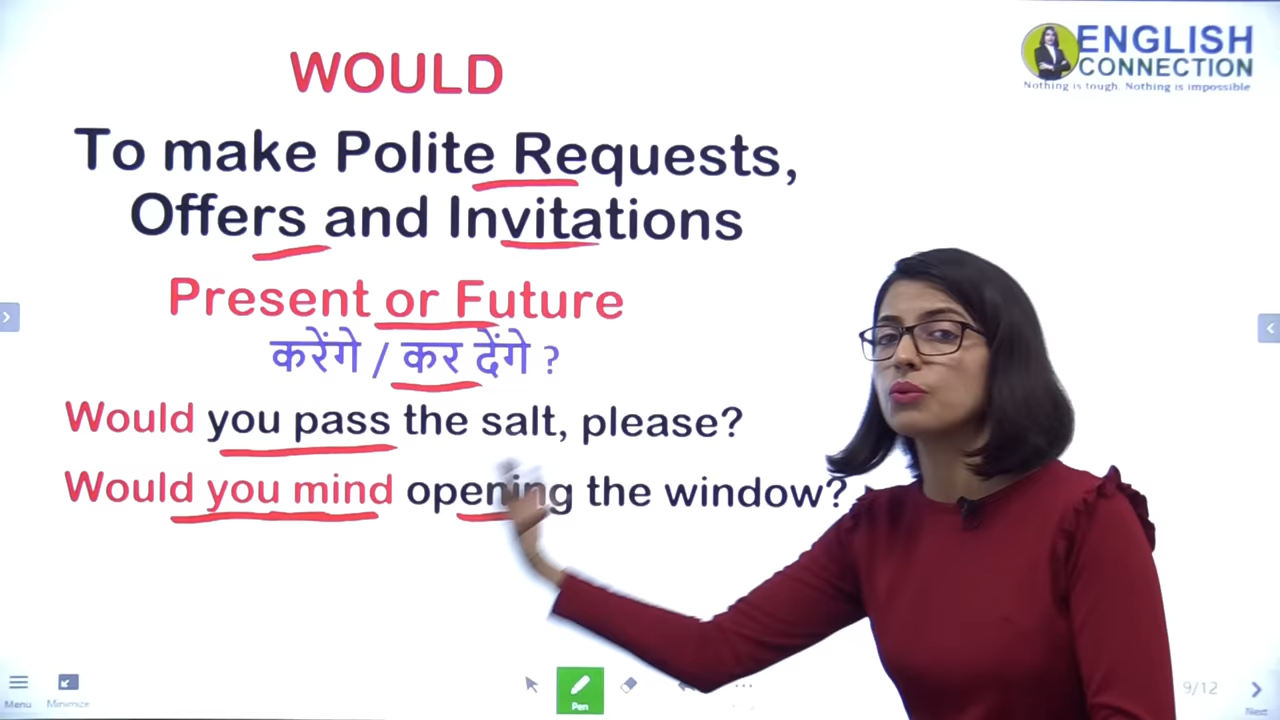 WOULD
ENGLISH
CONNECTION
Nothing is tough. Nothing is impossible
To make Polite Requests,
Offers and Invitations
Present or Future
करेंगे / कर देंगे ?
Would you pass the salt, please?
Would you mind opening the window?
Menu
Minimize
Pen
9/12
Next